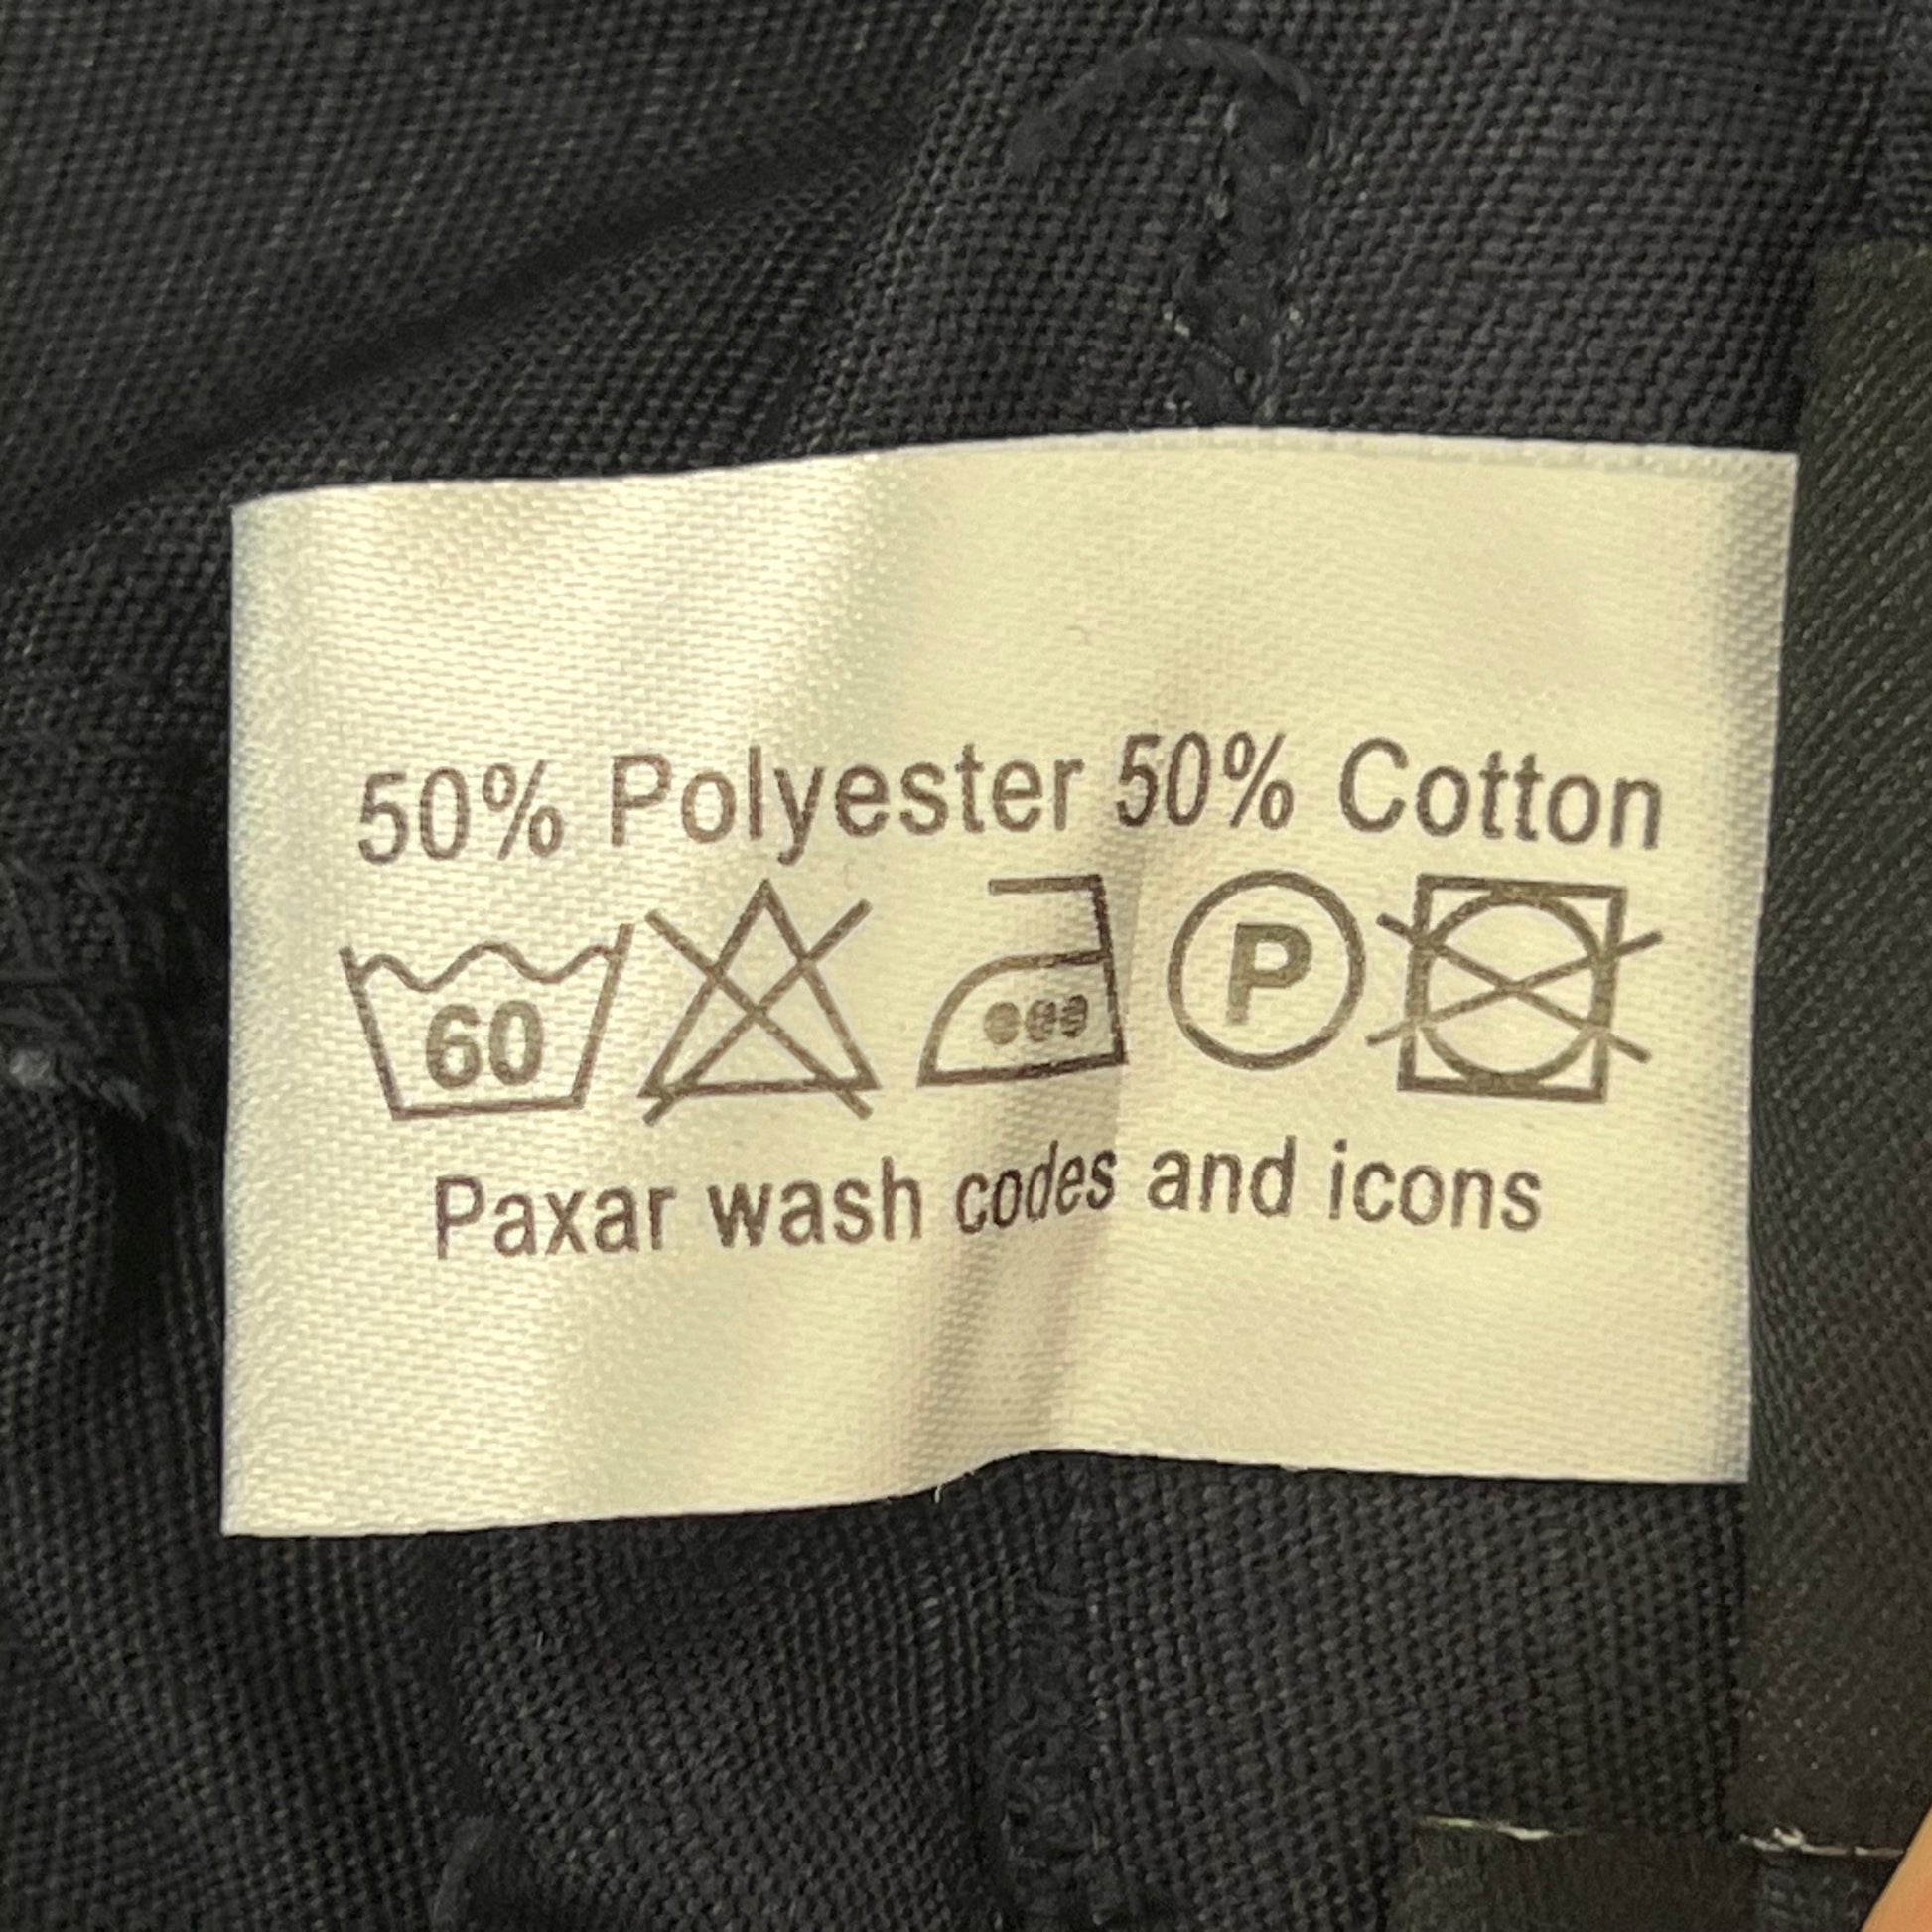 50% Polyester 50% Cotton
60 P
Paxar wash codes and icons